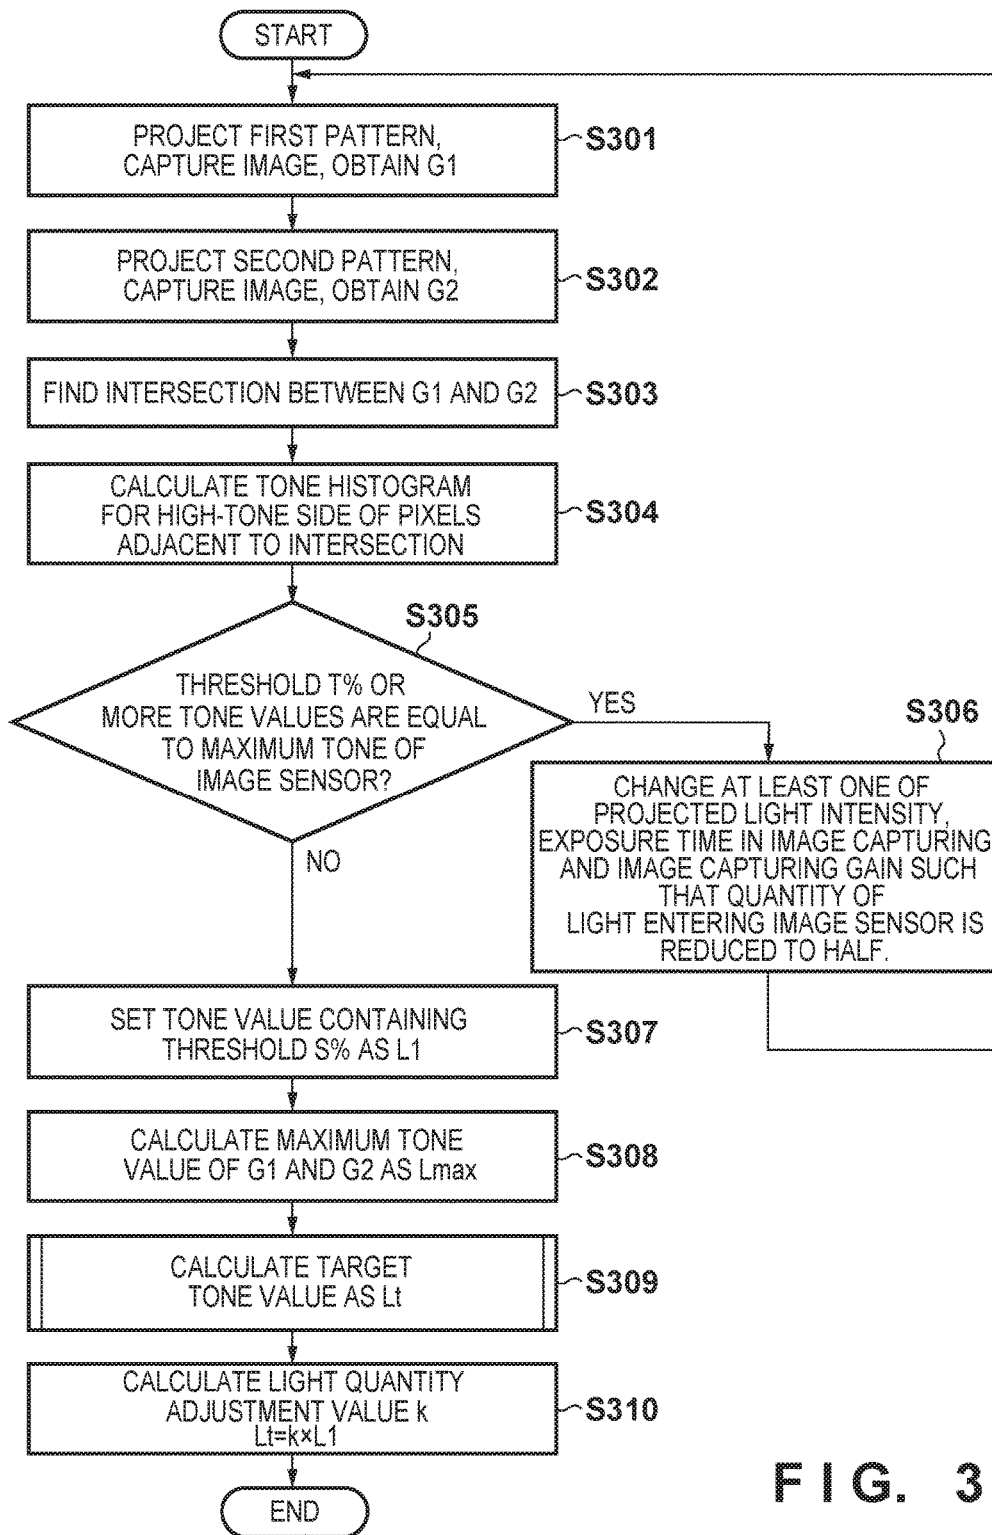 START
PROJECT FIRST PATTERN,
CAPTURE IMAGE, OBTAIN G1
S301
PROJECT SECOND PATTERN,
CAPTURE IMAGE, OBTAIN G2
S302
FIND INTERSECTION BETWEEN G1 AND G2
S303
CALCULATE TONE HISTOGRAM
FOR HIGH-TONE SIDE OF PIXELS
ADJACENT TO INTERSECTION
S304
S305
THRESHOLD T% OR
MORE TONE VALUES ARE EQUAL
TO MAXIMUM TONE OF
IMAGE SENSOR?
YES
NO
S306
CHANGE AT LEAST ONE OF
PROJECTED LIGHT INTENSITY,
EXPOSURE TIME IN IMAGE CAPTURING
AND IMAGE CAPTURING GAIN SUCH
THAT QUANTITY OF
LIGHT ENTERING IMAGE SENSOR IS
REDUCED TO HALF.
SET TONE VALUE CONTAINING
THRESHOLD S% AS L1
S307
CALCULATE MAXIMUM TONE
VALUE OF G1 AND G2 AS Lmax
S308
CALCULATE TARGET
TONE VALUE AS Lt
S309
CALCULATE LIGHT QUANTITY
ADJUSTMENT VALUE k
Lt=k×L1
S310
END
FIG. 3